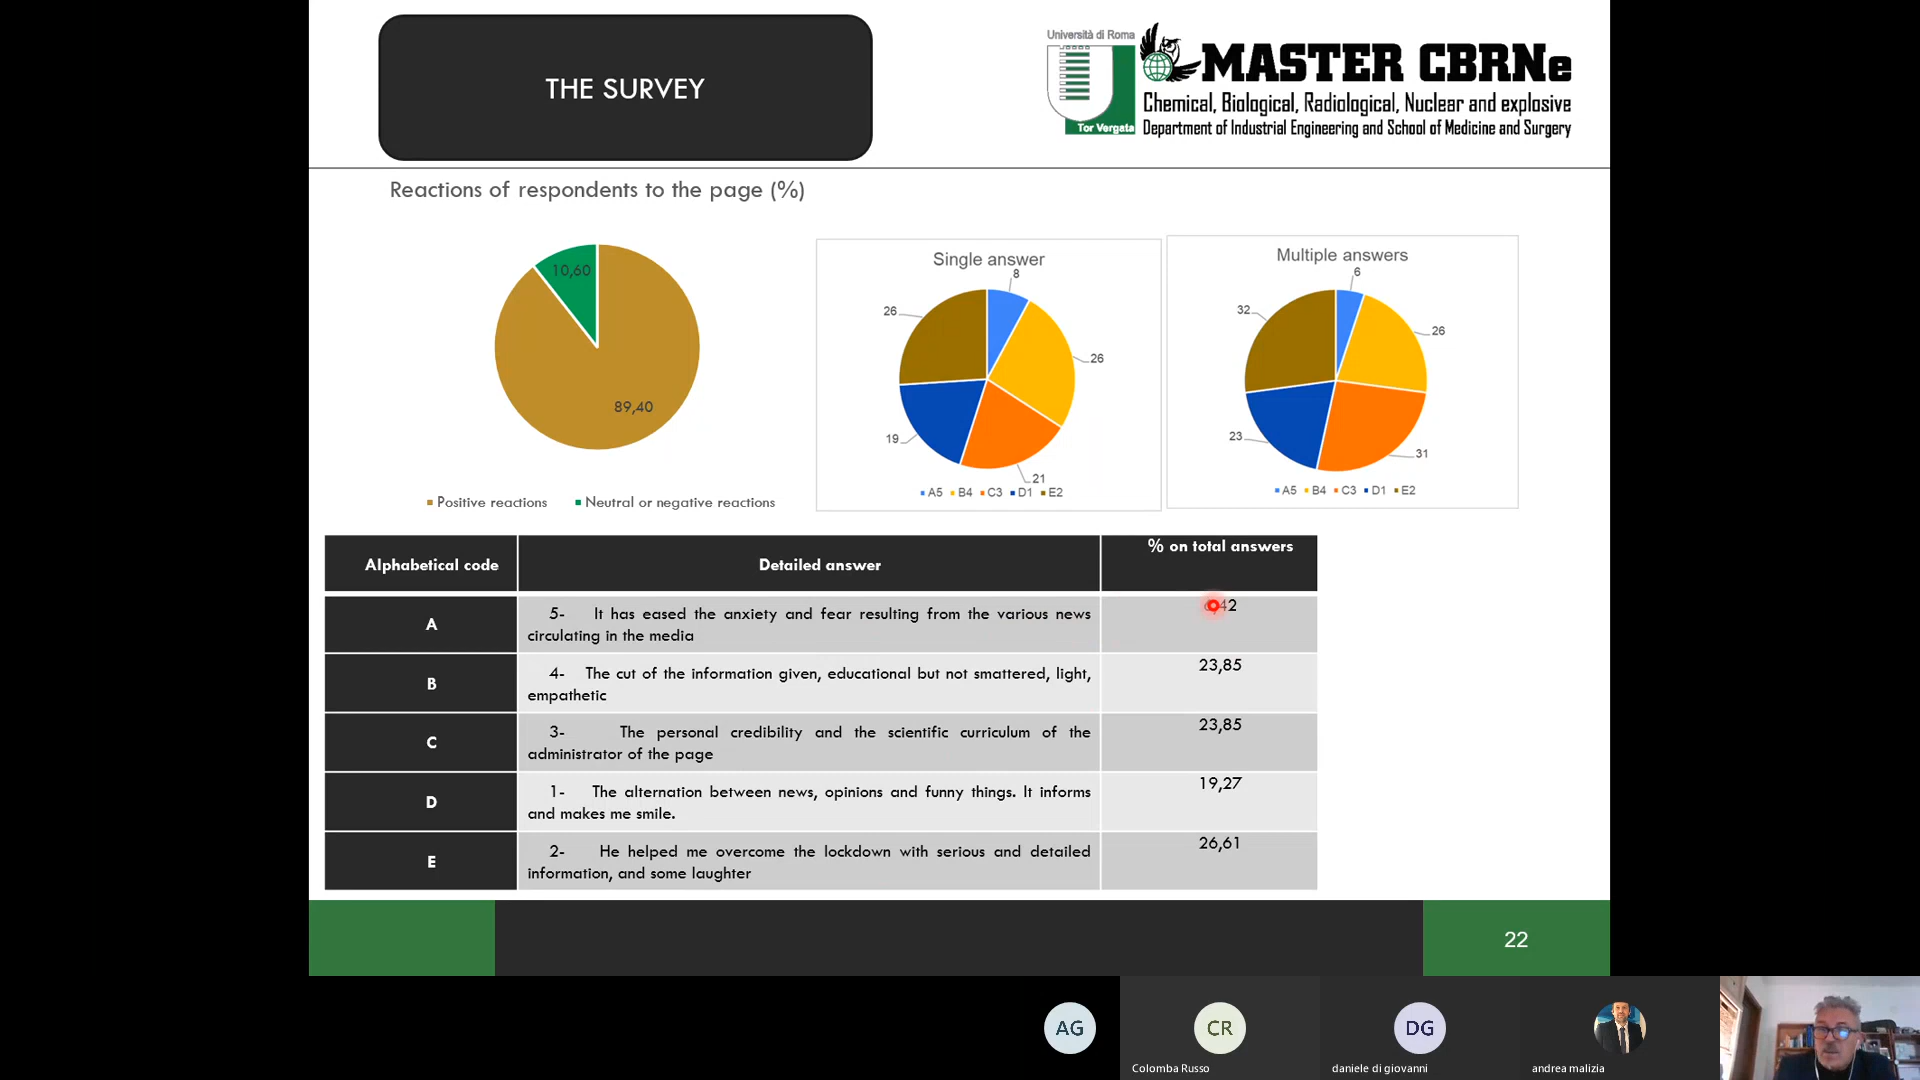 THE SURVEY
Università di Roma
Tor Vergata
MASTER CBRNe
Chemical, Biological, Radiological, Nuclear and explosive
Department of Industrial Engineering and School of Medicine and Surgery
Reactions of respondents to the page (%)
10,60
89,40
Positive reactions Neutral or negative reactions
Single answer
8
26
26
19
21
A5 B4 C3 D1 E2
Multiple answers
6
32
26
23
31
A5 B4 C3 D1 E2
Alphabetical code Detailed answer % on total answers
A
5- It has eased the anxiety and fear resulting from the various news
circulating in the media
B
4- The cut of the information given, educational but not smattered, light,
empathetic
23,85
C
3- The personal credibility and the scientific curriculum of the
administrator of the page
23,85
D
1- The alternation between news, opinions and funny things. It informs
and makes me smile.
19,27
E
2- He helped me overcome the lockdown with serious and detailed
information, and some laughter
26,61
22
AG
CR
Colomba Russo
DG
daniele di giovanni
andrea malizia